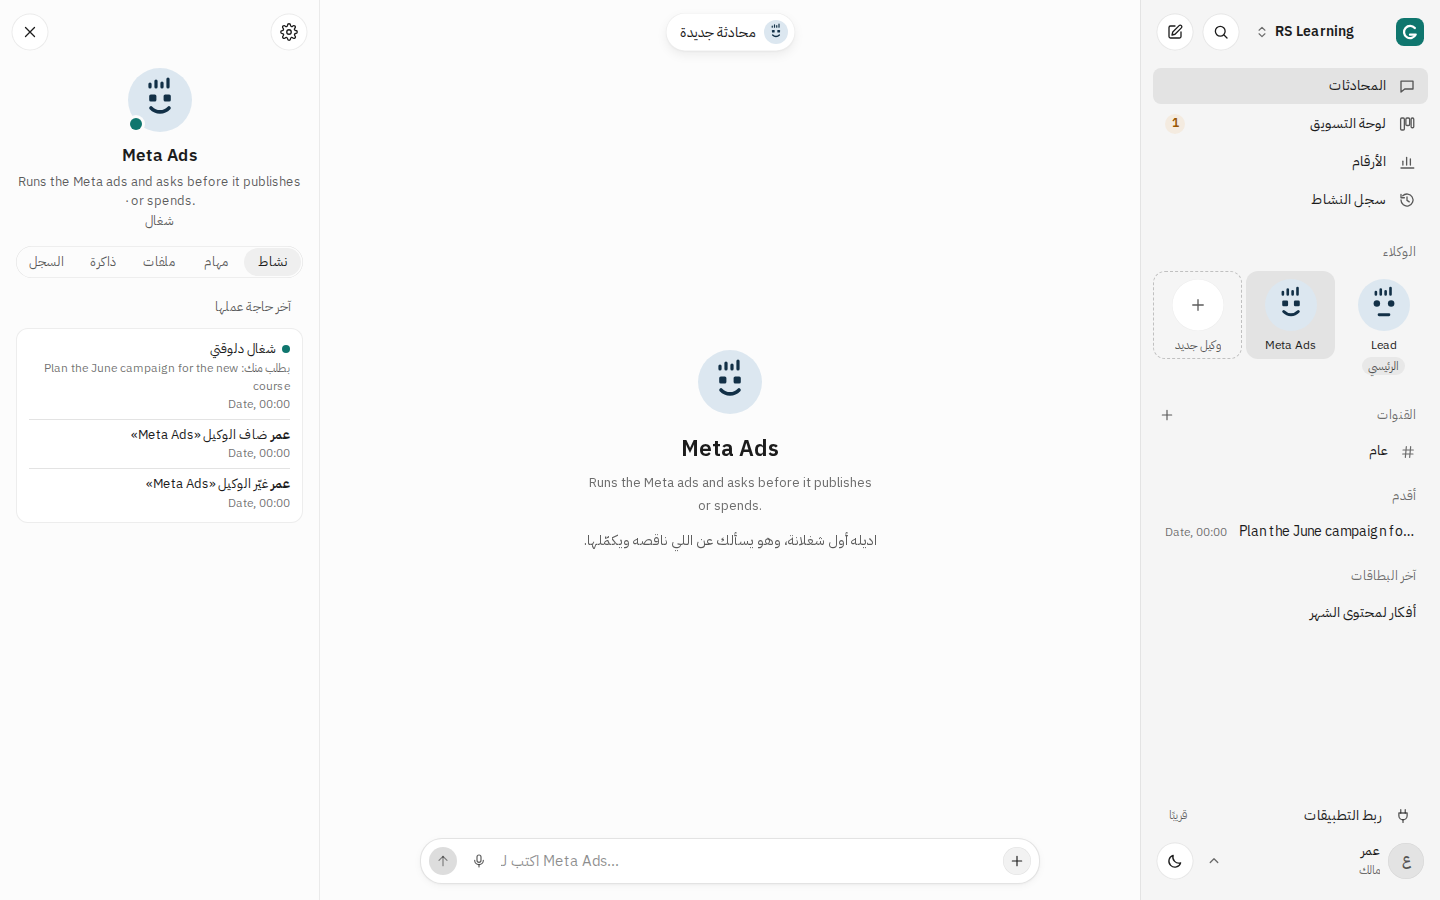 RS Learning
المحادثات
لوحة التسويق
1
الأرقام
سجل النشاط
الوكلاء
Lead
الرئيسي
Meta Ads
وكيل جديد
القنوات
عام
أقدم
Plan the June campaign fo...
Date, 00:00
آخر البطاقات
أفكار لمحتوى الشهر
ربط التطبيقات
قريبًا
ع
عمر
مالك
محادثة جديدة
Meta Ads
Runs the Meta ads and asks before it publishes
or spends.
اديله أول شغلانة، وهو يسألك عن اللي ناقصه ويكمّلها.
اكتب لـ Meta Ads...
Meta Ads
Runs the Meta ads and asks before it publishes
or spends. ·
شغال
نشاط
مهام
ملفات
ذاكرة
السجل
آخر حاجة عملها
شغال دلوقتي
بطلب منك: Plan the June campaign for the new
course
Date, 00:00
عمر ضاف الوكيل «Meta Ads»
Date, 00:00
عمر غيّر الوكيل «Meta Ads»
Date, 00:00